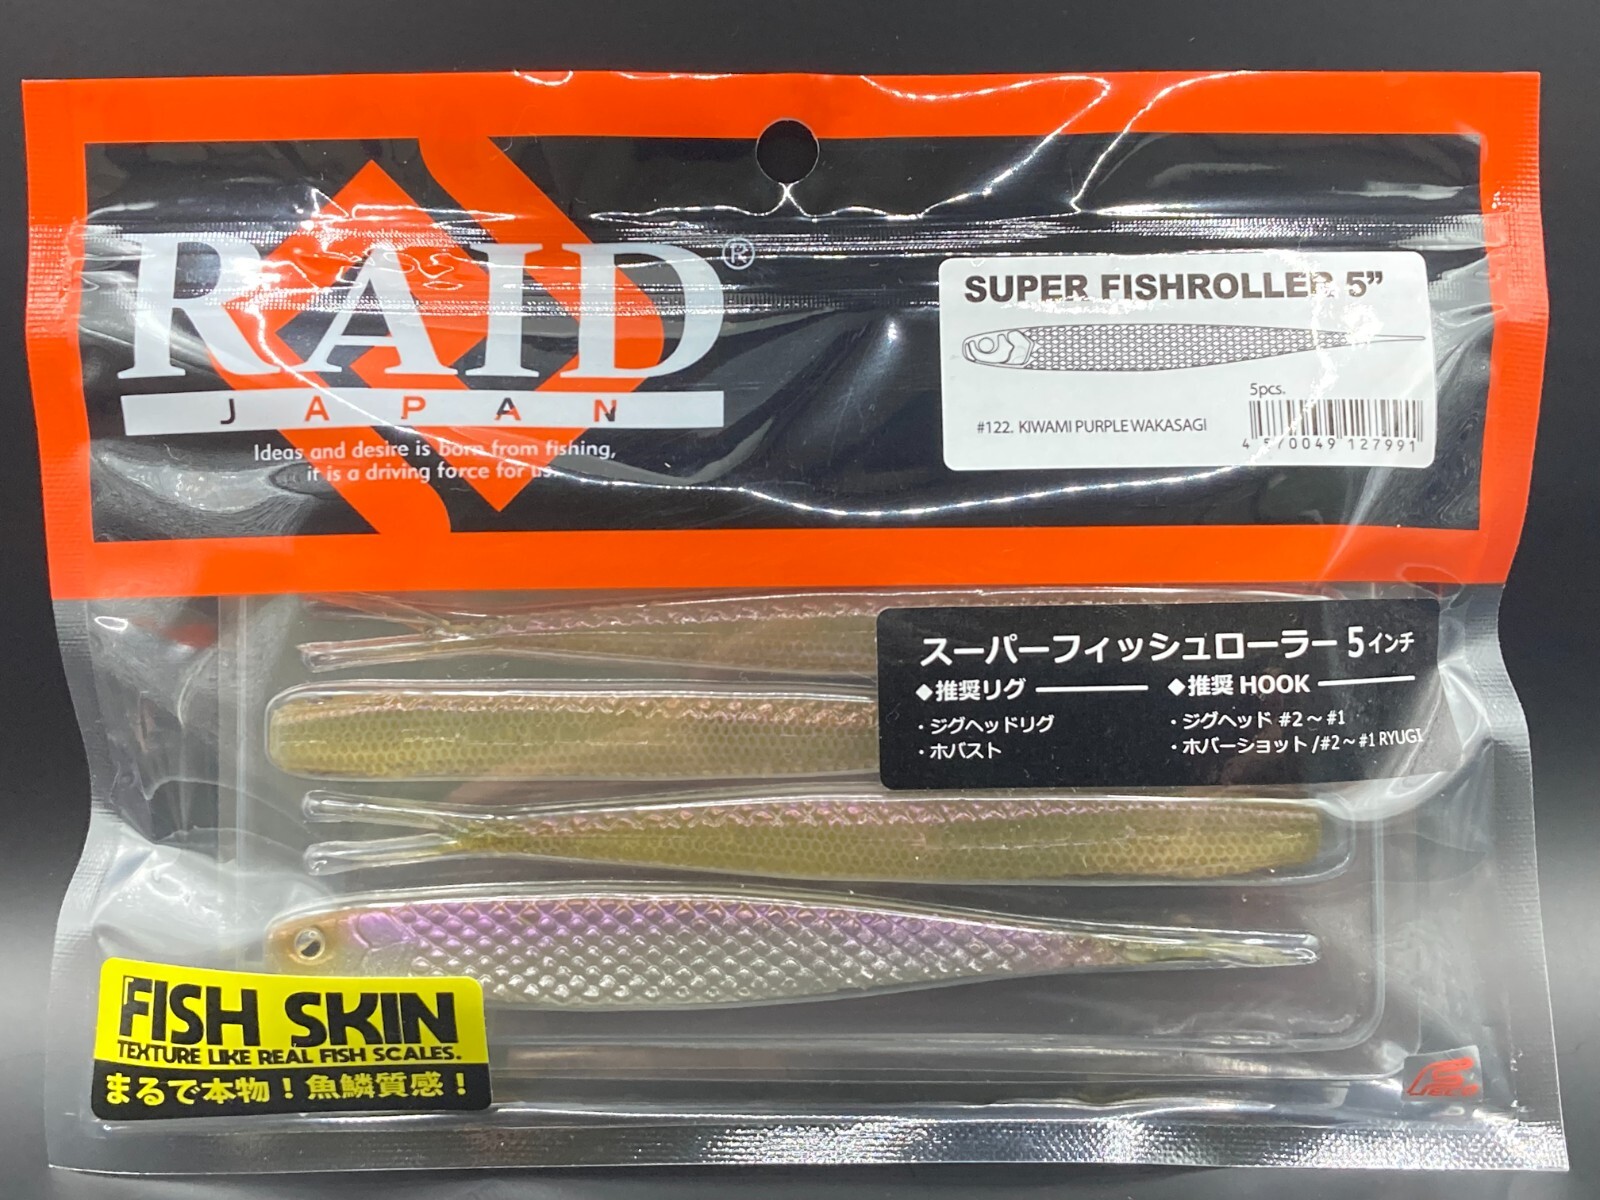 RAID®
JAPAN
Ideas and desire is born from fishing,
it is a driving force for us.
SUPER FISHROLLER 5”
5pcs.
#122. KIWAMI PURPLE WAKASAGI
4 570049 127991
スーパーフィッシュローラー 5インチ
◆推奨リグ
・ジグヘッドリグ
・ホバスト
◆推奨 HOOK
・ジグヘッド #2～#1
・ホバーショット/#2～#1 RYUGI
FISH SKIN
TEXTURE LIKE REAL FISH SCALES.
まるで本物！魚鱗質感！